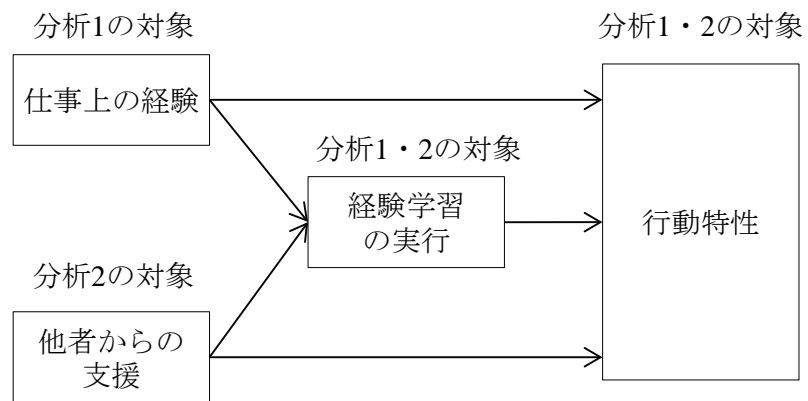 分析1の対象
分析1・2の対象
仕事上の経験
分析1・2の対象
経験学習
の実行
行動特性
分析2の対象
他者からの
支援